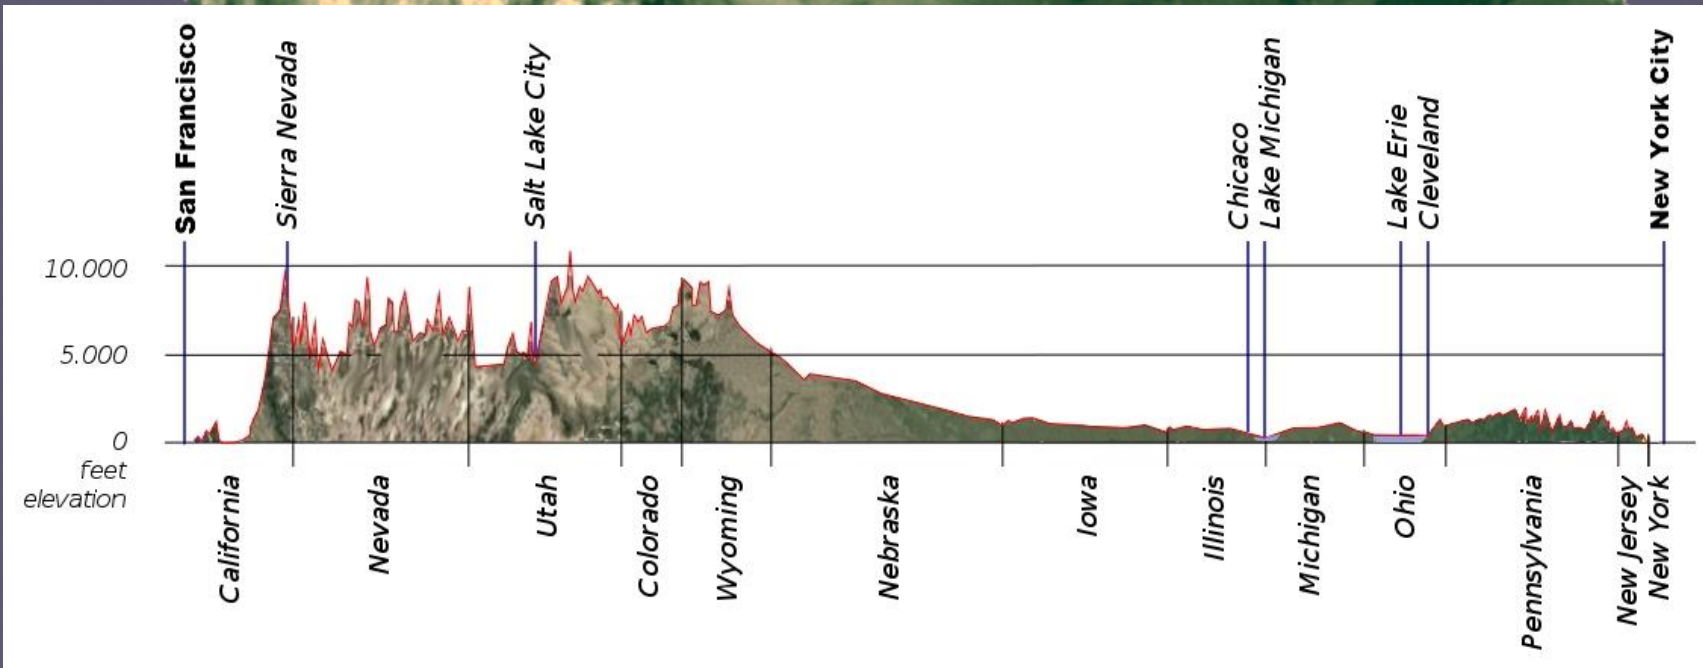 San Francisco
Sierra Nevada
Salt Lake City
Chicaco
Lake Michigan
Lake Erie
Cleveland
New York City
10.000
5.000
0
feet
elevation
California
Nevada
Utah
Colorado
Wyoming
Nebraska
Iowa
Illinois
Michigan
Ohio
Pennsylvania
New Jersey
New York